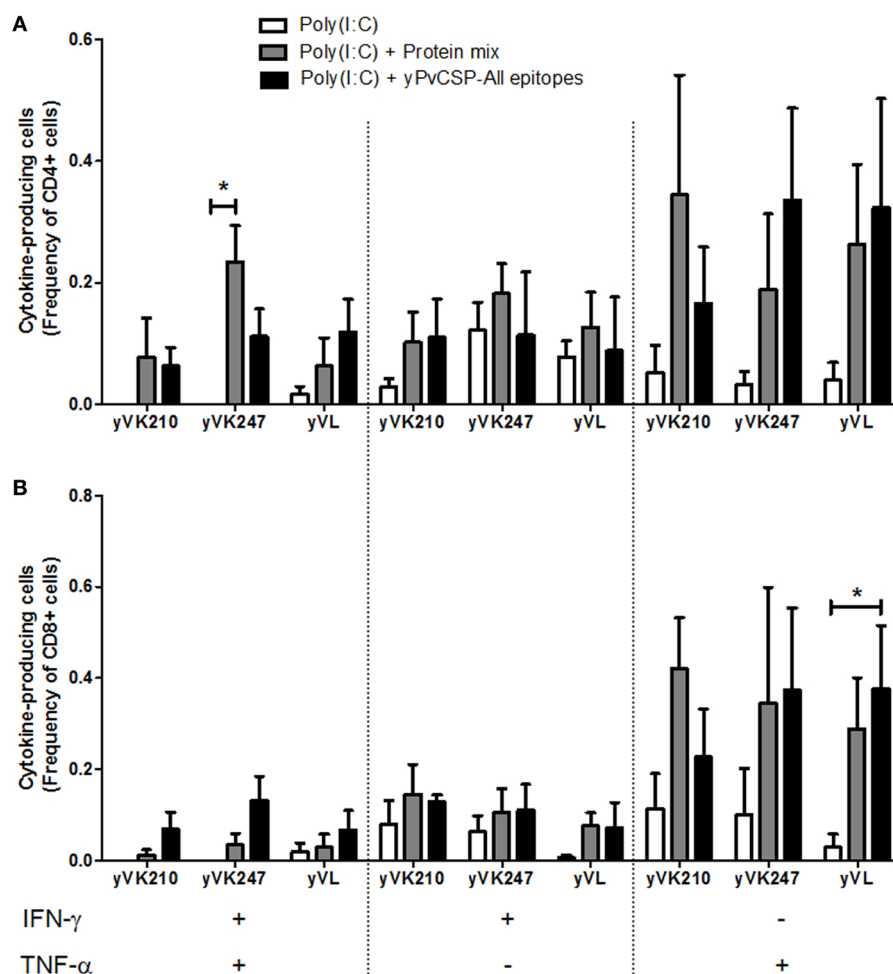 A
Poly(I:C)
Poly(I:C) + Protein mix
Poly(I:C) + yPvCSP-All epitopes
Cytokine-producing cells
(Frequency of CD4+ cells)
0.6
0.4
0.2
0.0
*
yVK210 yVK247 yVL yVK210 yVK247 yVL yVK210 yVK247 yVL
B
Cytokine-producing cells
(Frequency of CD8+ cells)
0.8
0.6
0.4
0.2
0.0
*
yVK210 yVK247 yVL yVK210 yVK247 yVL yVK210 yVK247 yVL
IFN-γ + + -
TNF-α + - +